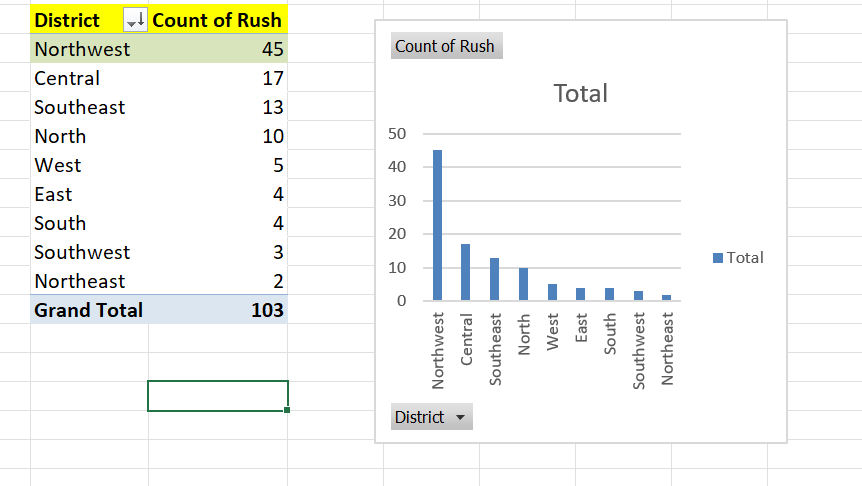 District Count of Rush
Northwest 45
Central 17
Southeast 13
North 10
West 5
East 4
South 4
Southwest 3
Northeast 2
Grand Total 103
Count of Rush
Total
50
40
30
20
10
0
Northwest
Central
Southeast
North
West
East
South
Southwest
Northeast
Total
District